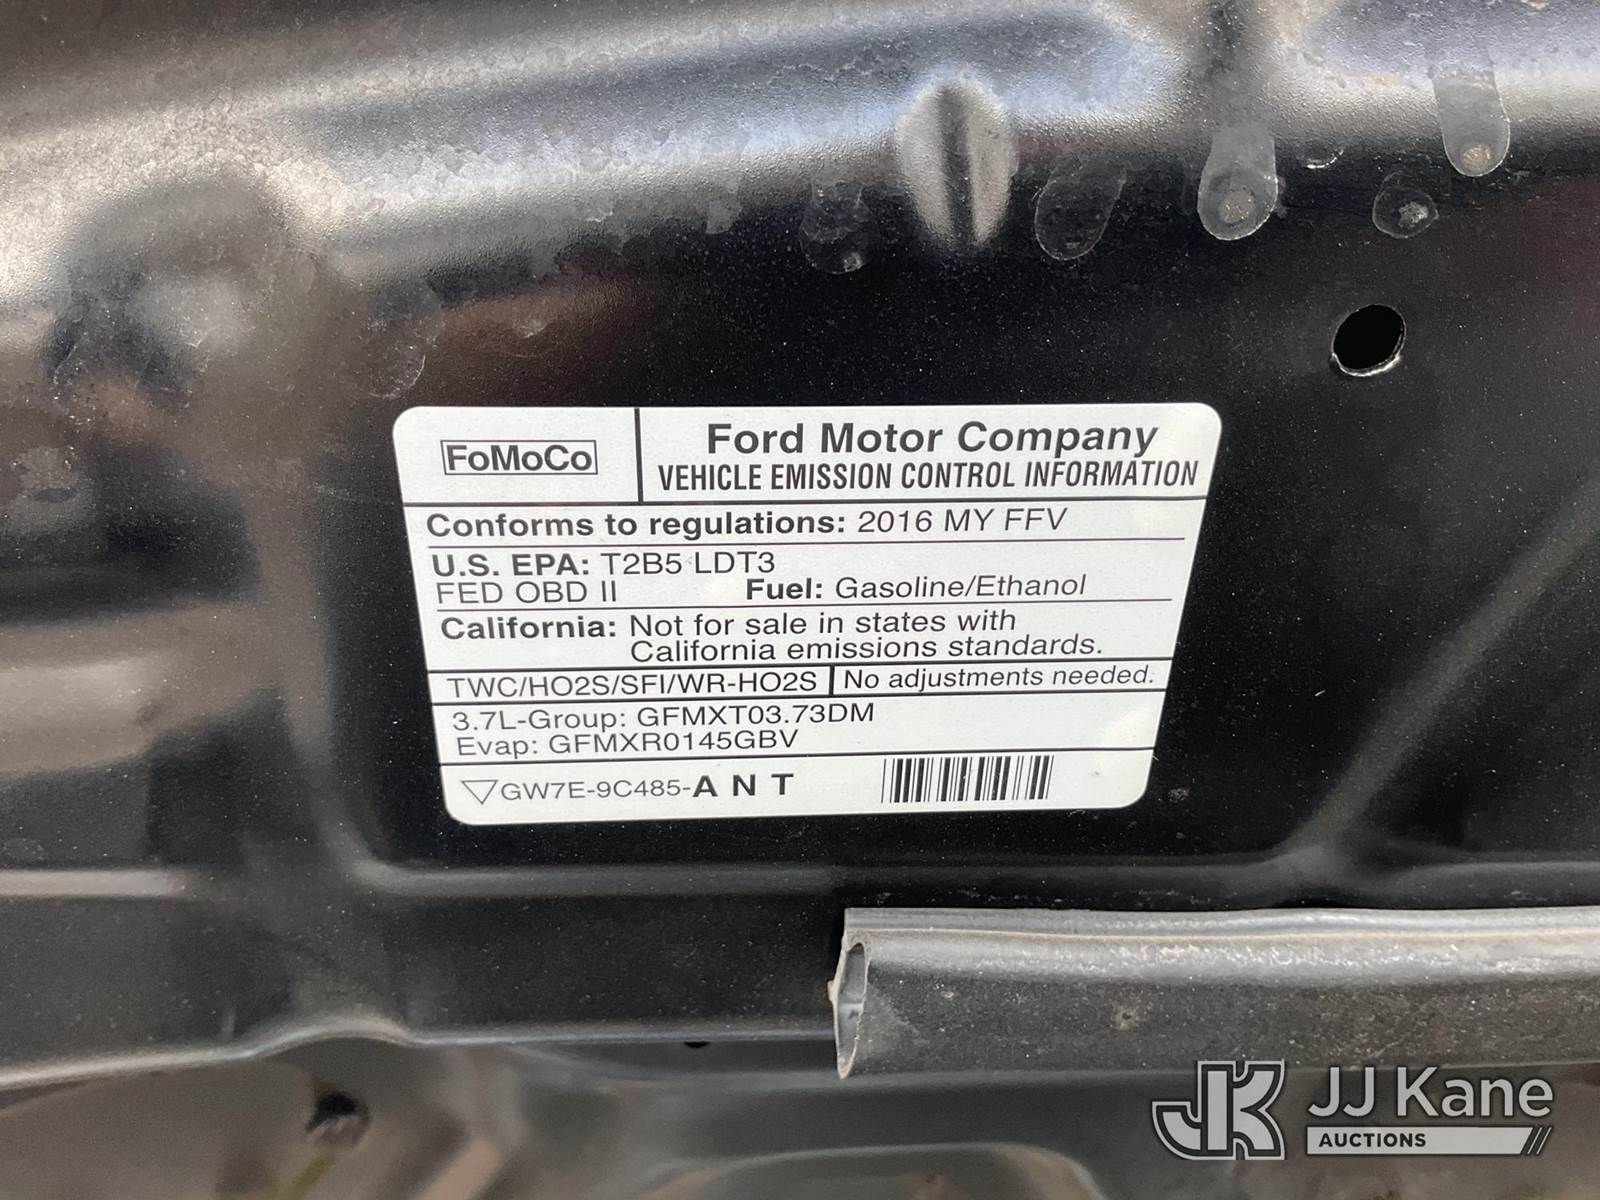 FoMoCo
Ford Motor Company
VEHICLE EMISSION CONTROL INFORMATION
Conforms to regulations: 2016 MY FFV
U.S. EPA: T2B5 LDT3
FED OBD II Fuel: Gasoline/Ethanol
California: Not for sale in states with
California emissions standards.
TWC/HO2S/SFI/WR-HO2S No adjustments needed.
3.7L-Group: GFMXT03.73DM
Evap: GFMXR0145GBV
GW7E-9C485-A N T
JK JJ Kane
AUCTIONS